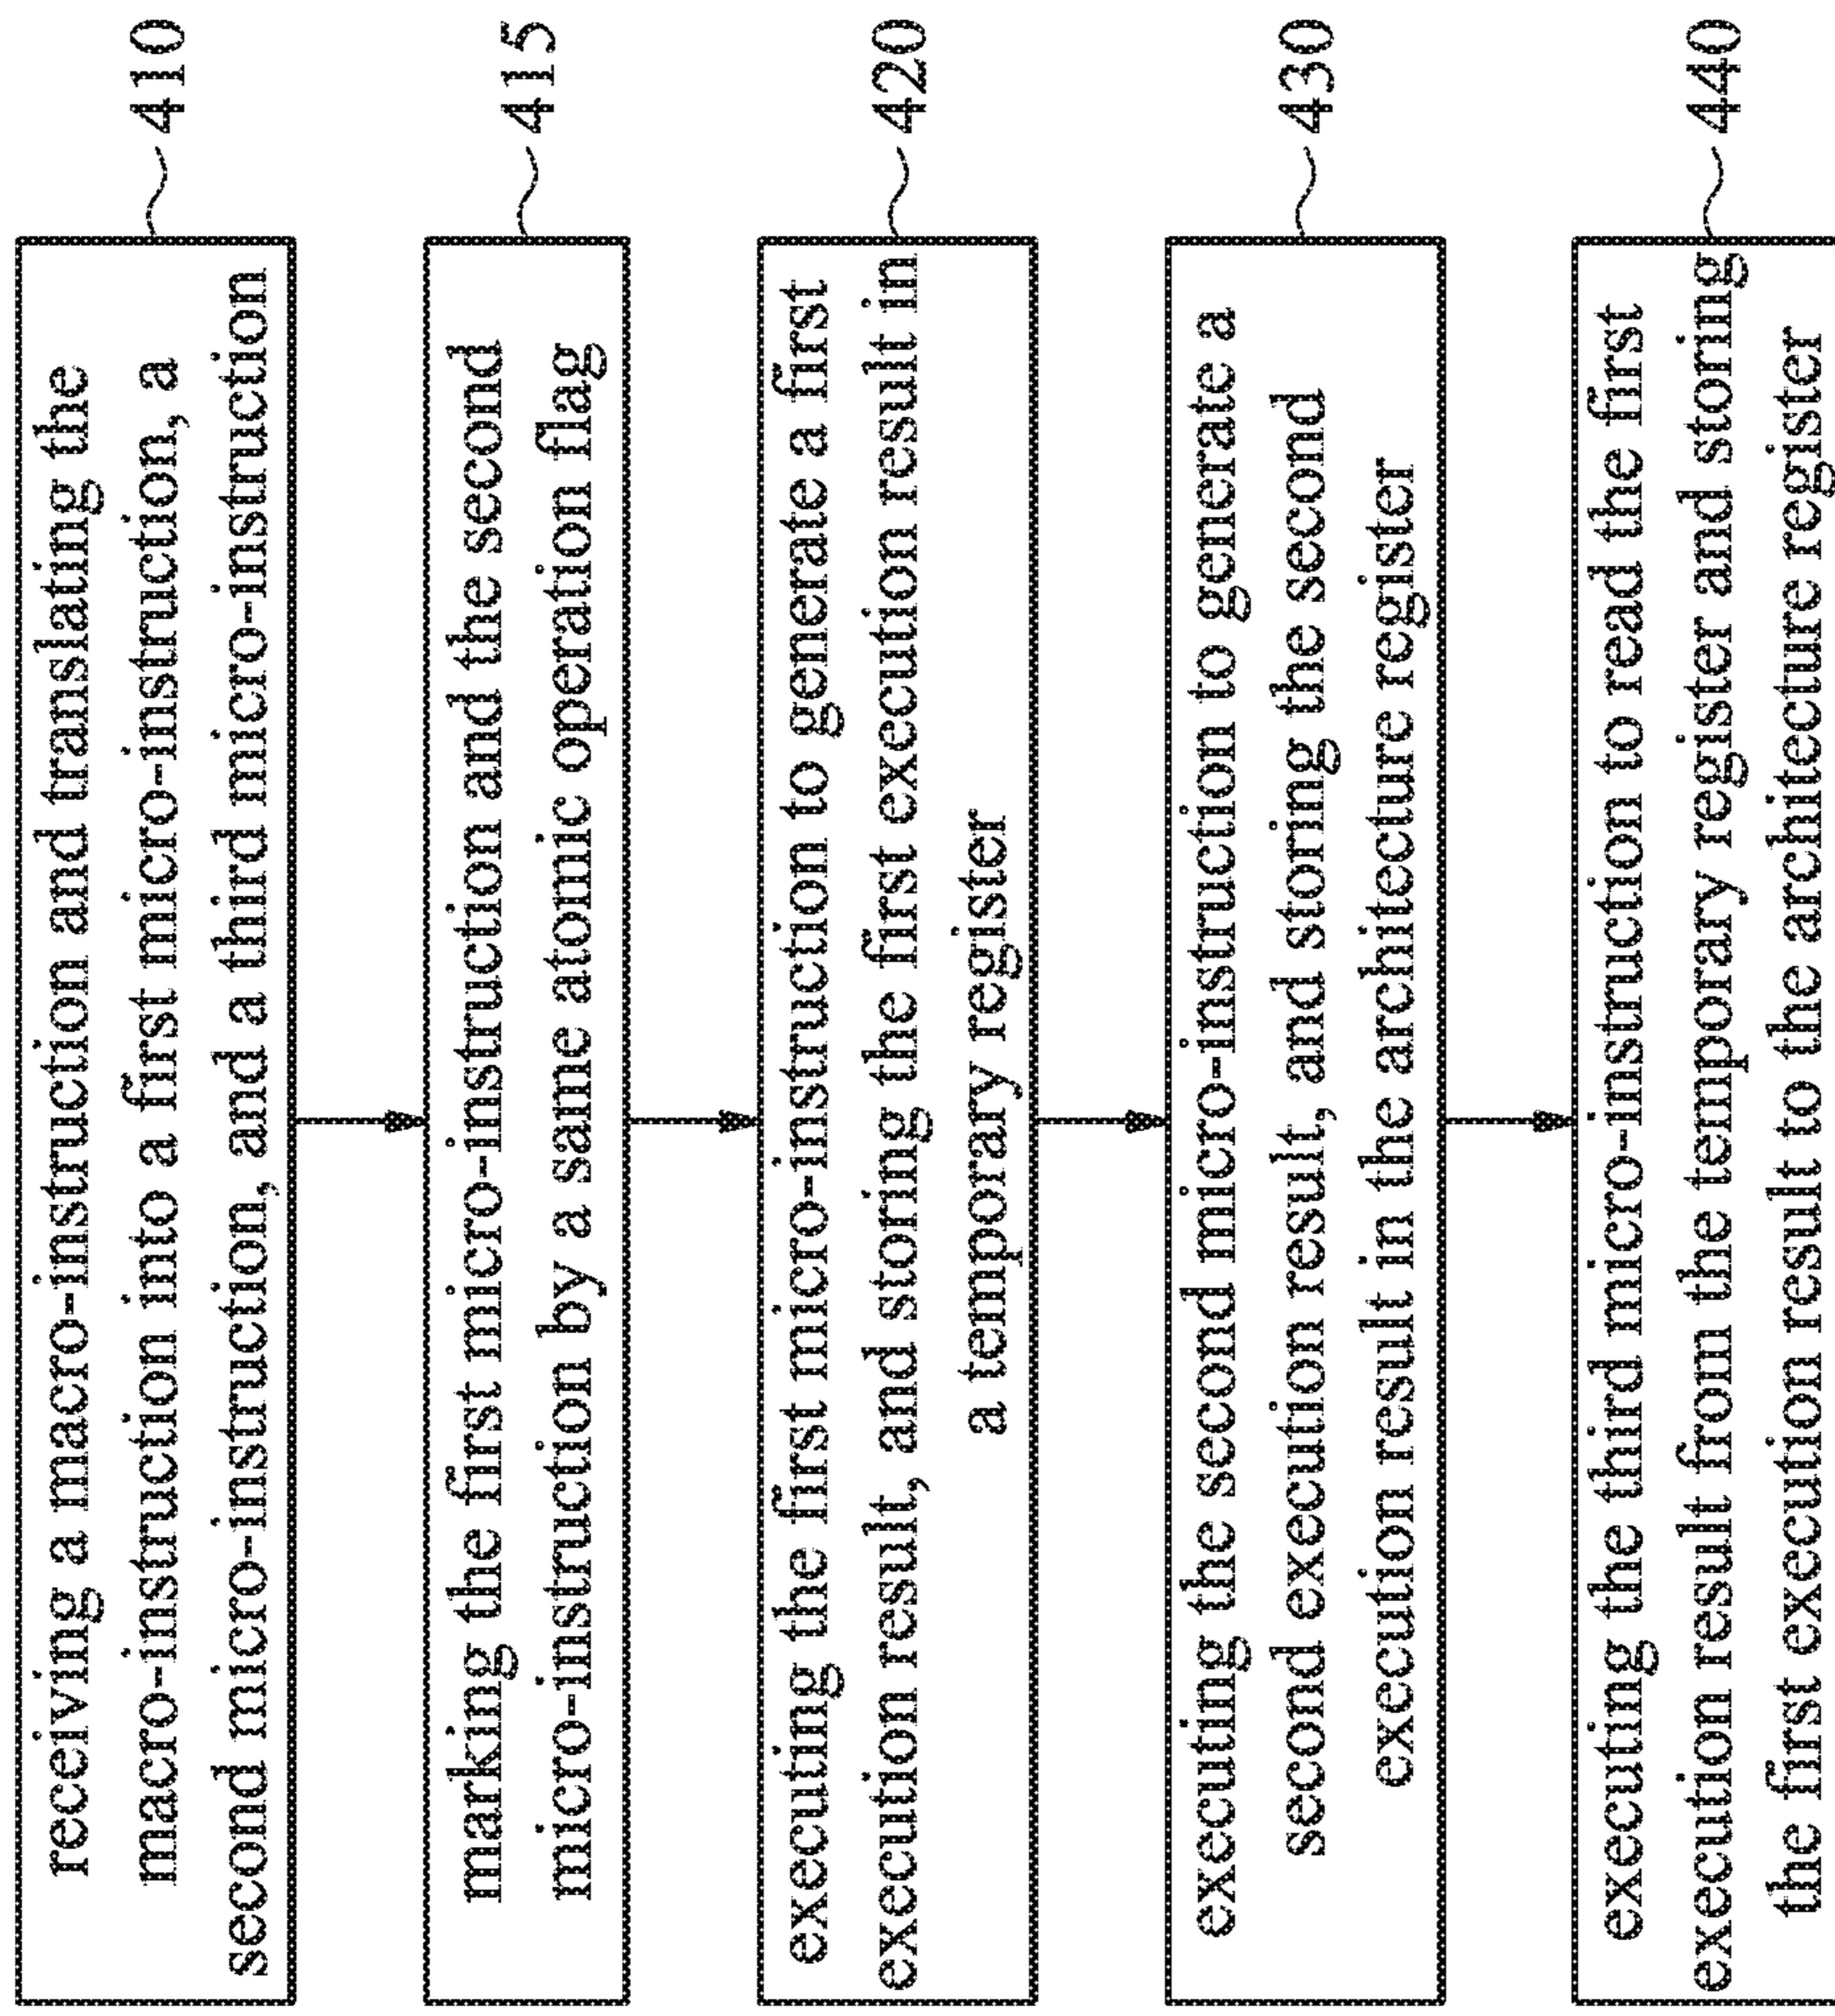 receiving a macro-instruction and translating the
macro-instruction into a first micro-instruction, a
second micro-instruction, and a third micro-instruction
410
marking the first micro-instruction and the second
micro-instruction by a same atomic operation flag
415
executing the first micro-instruction to generate a first
execution result, and storing the first execution result in
a temporary register
420
executing the second micro-instruction to generate a
second execution result, and storing the second
execution result in the architecture register
430
executing the third micro-instruction to read the first
execution result from the temporary register and storing
the first execution result to the architecture register
440